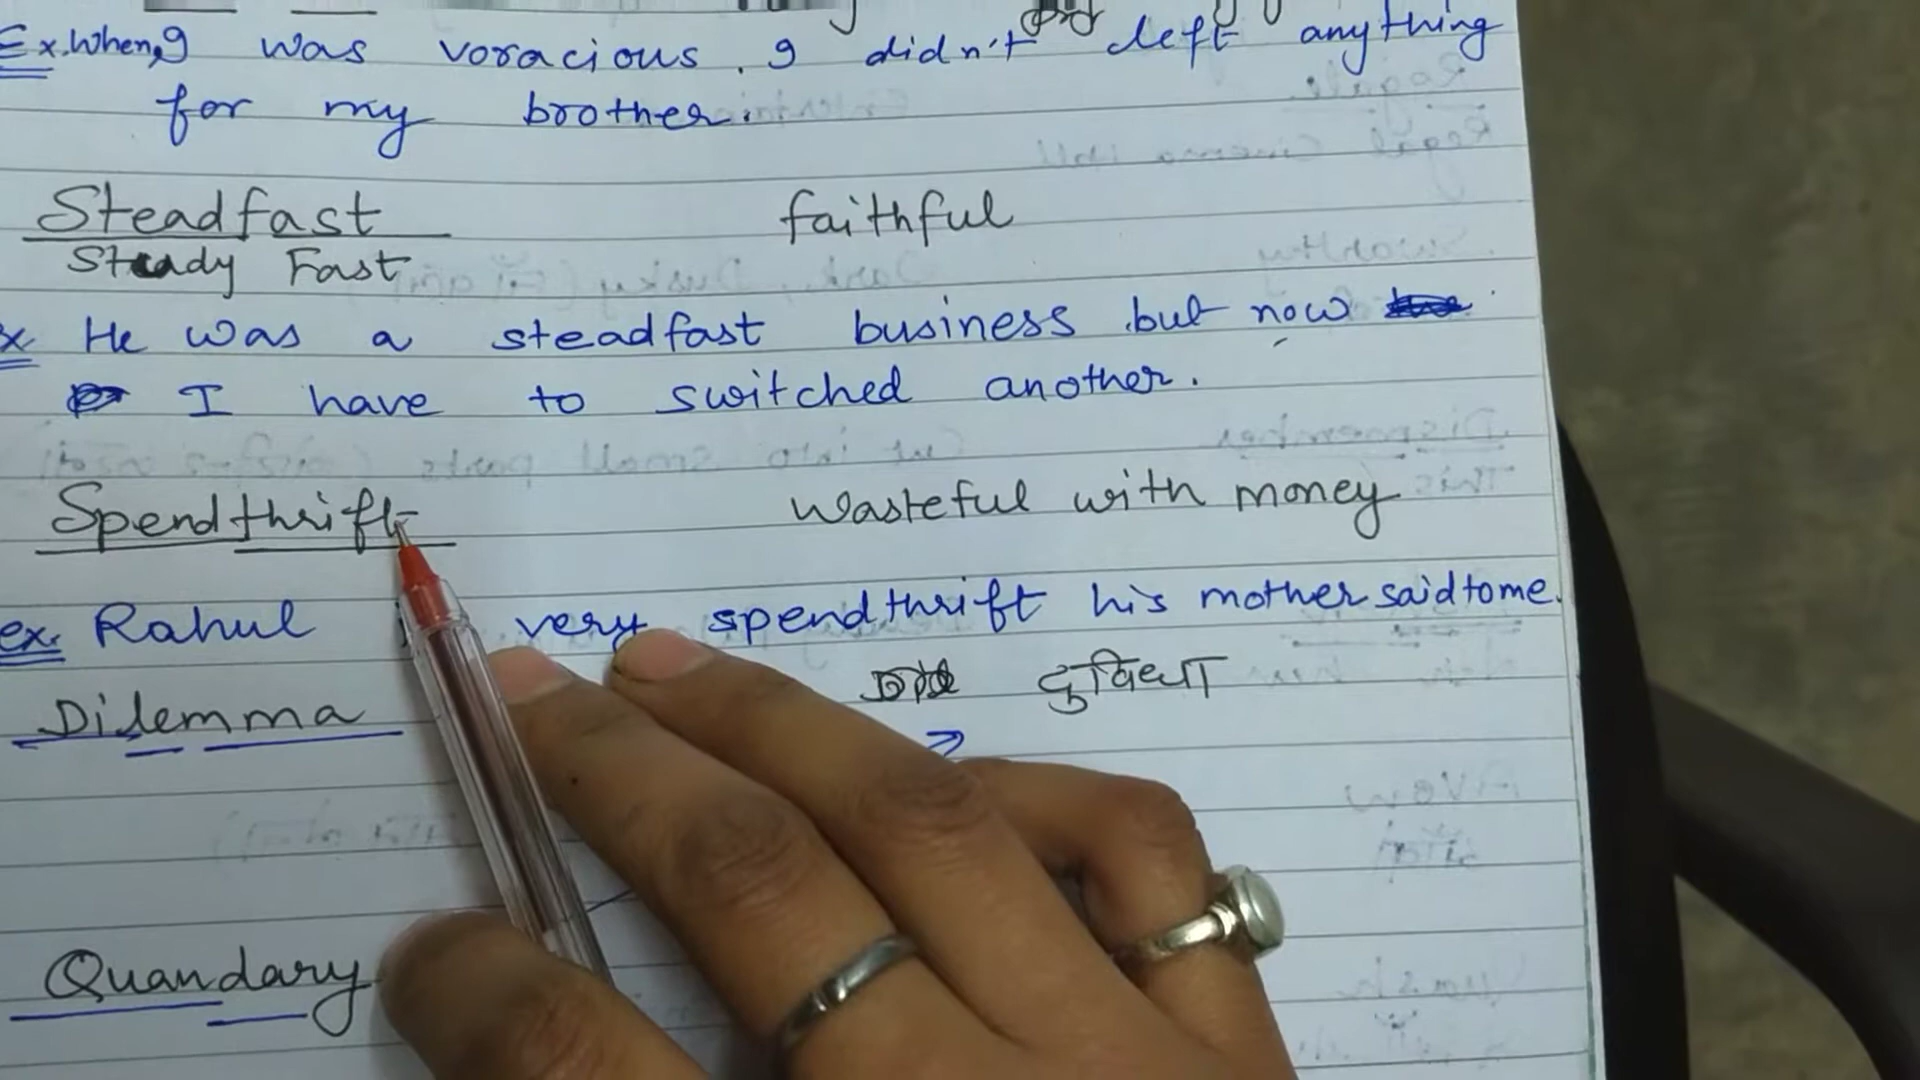 Ex. When, I was voracious. I didn't left anything
for my brother.
Steadfast faithful
Steady Fast
He was a steadfast business but now
I have to switched another.
Spendthrift Wasteful with money
ex. Rahul very spendthrift his mother said to me.
Dilemma दुविधा
Quandary